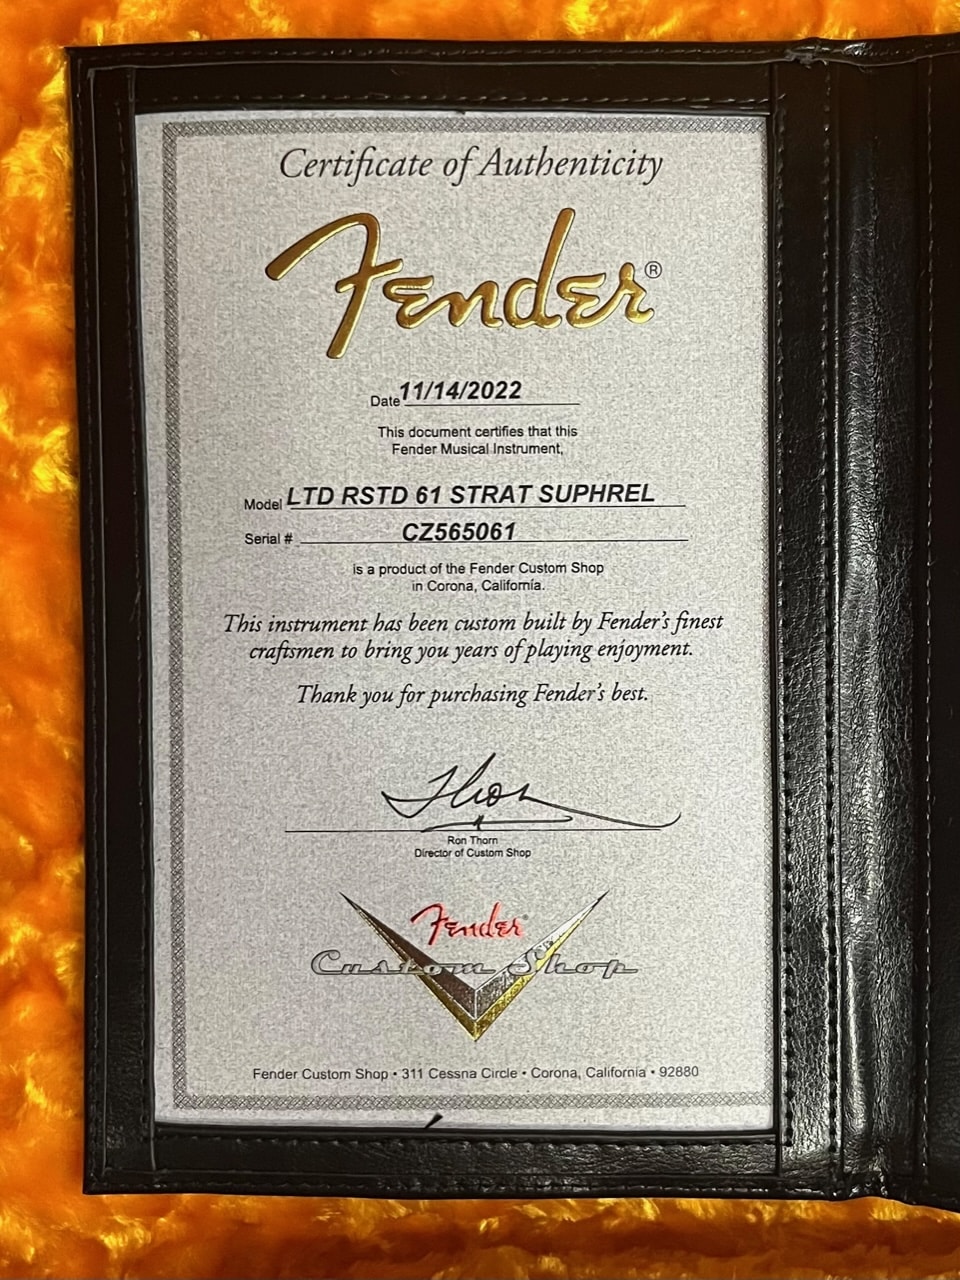 Certificate of Authenticity
Fender®
Date 11/14/2022
This document certifies that this
Fender Musical Instrument,
Model LTD RSTD 61 STRAT SUPHREL
Serial # CZ565061
is a product of the Fender Custom Shop
in Corona, California.
This instrument has been custom built by Fender's finest
craftsmen to bring you years of playing enjoyment.
Thank you for purchasing Fender's best.
Thorn
Ron Thorn
Director of Custom Shop
Fender®
Custom Shop
Fender Custom Shop • 311 Cessna Circle • Corona, California • 92880